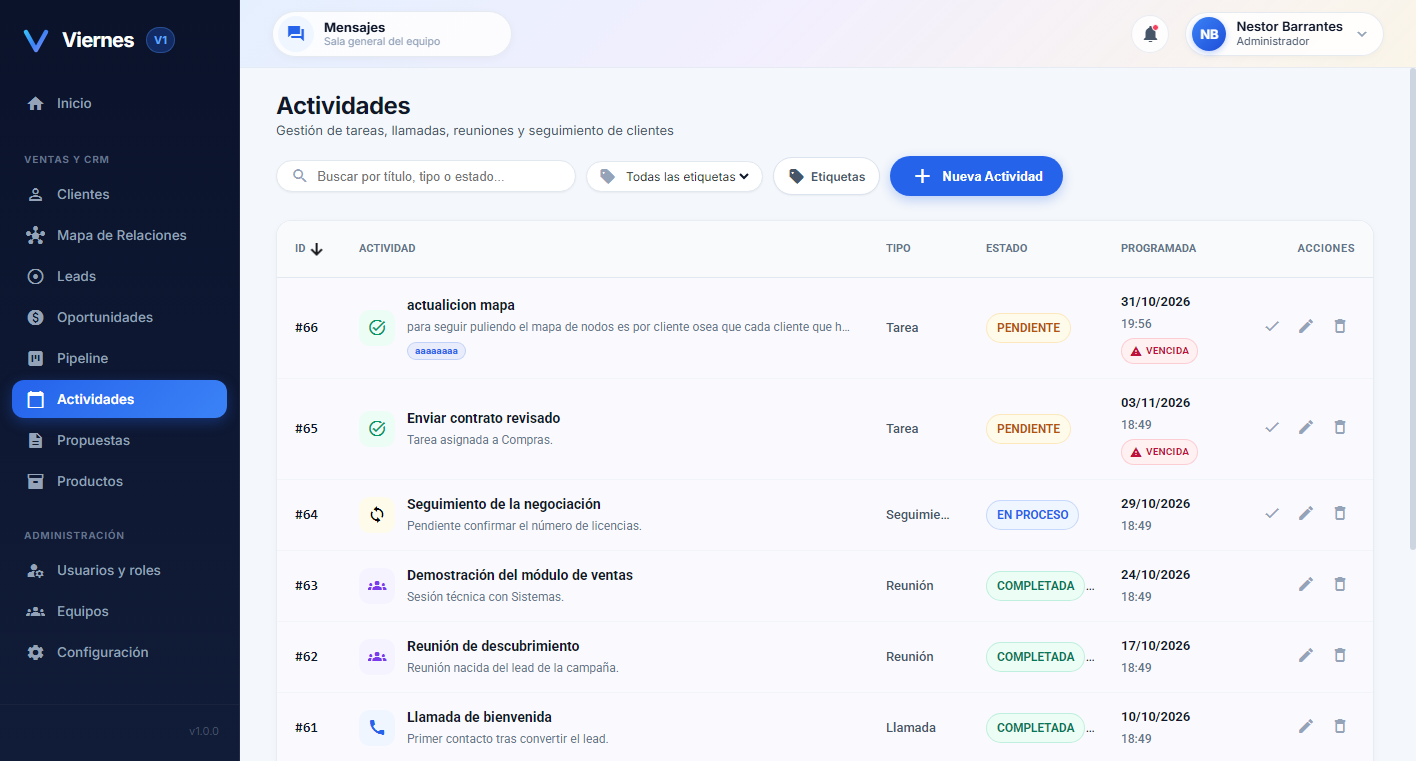 Viernes V1
Inicio
VENTAS Y CRM
Clientes
Mapa de Relaciones
Leads
Oportunidades
Pipeline
Actividades
Propuestas
Productos
ADMINISTRACIÓN
Usuarios y roles
Equipos
Configuración
v1.0.0
Mensajes
Sala general del equipo
NB
Nestor Barrantes
Administrador
Actividades
Gestión de tareas, llamadas, reuniones y seguimiento de clientes
Buscar por título, tipo o estado...
Todas las etiquetas
Etiquetas
Nueva Actividad
ID ACTIVIDAD TIPO ESTADO PROGRAMADA ACCIONES
#66
actualicion mapa
para seguir puliendo el mapa de nodos es por cliente osea que cada cliente que h...
aaaaaaaa
Tarea
PENDIENTE
31/10/2026
19:56
VENCIDA
#65
Enviar contrato revisado
Tarea asignada a Compras.
Tarea
PENDIENTE
03/11/2026
18:49
VENCIDA
#64
Seguimiento de la negociación
Pendiente confirmar el número de licencias.
Seguimie...
EN PROCESO
29/10/2026
18:49
#63
Demostración del módulo de ventas
Sesión técnica con Sistemas.
Reunión
COMPLETADA ...
24/10/2026
18:49
#62
Reunión de descubrimiento
Reunión nacida del lead de la campaña.
Reunión
COMPLETADA ...
17/10/2026
18:49
#61
Llamada de bienvenida
Primer contacto tras convertir el lead.
Llamada
COMPLETADA ...
10/10/2026
18:49